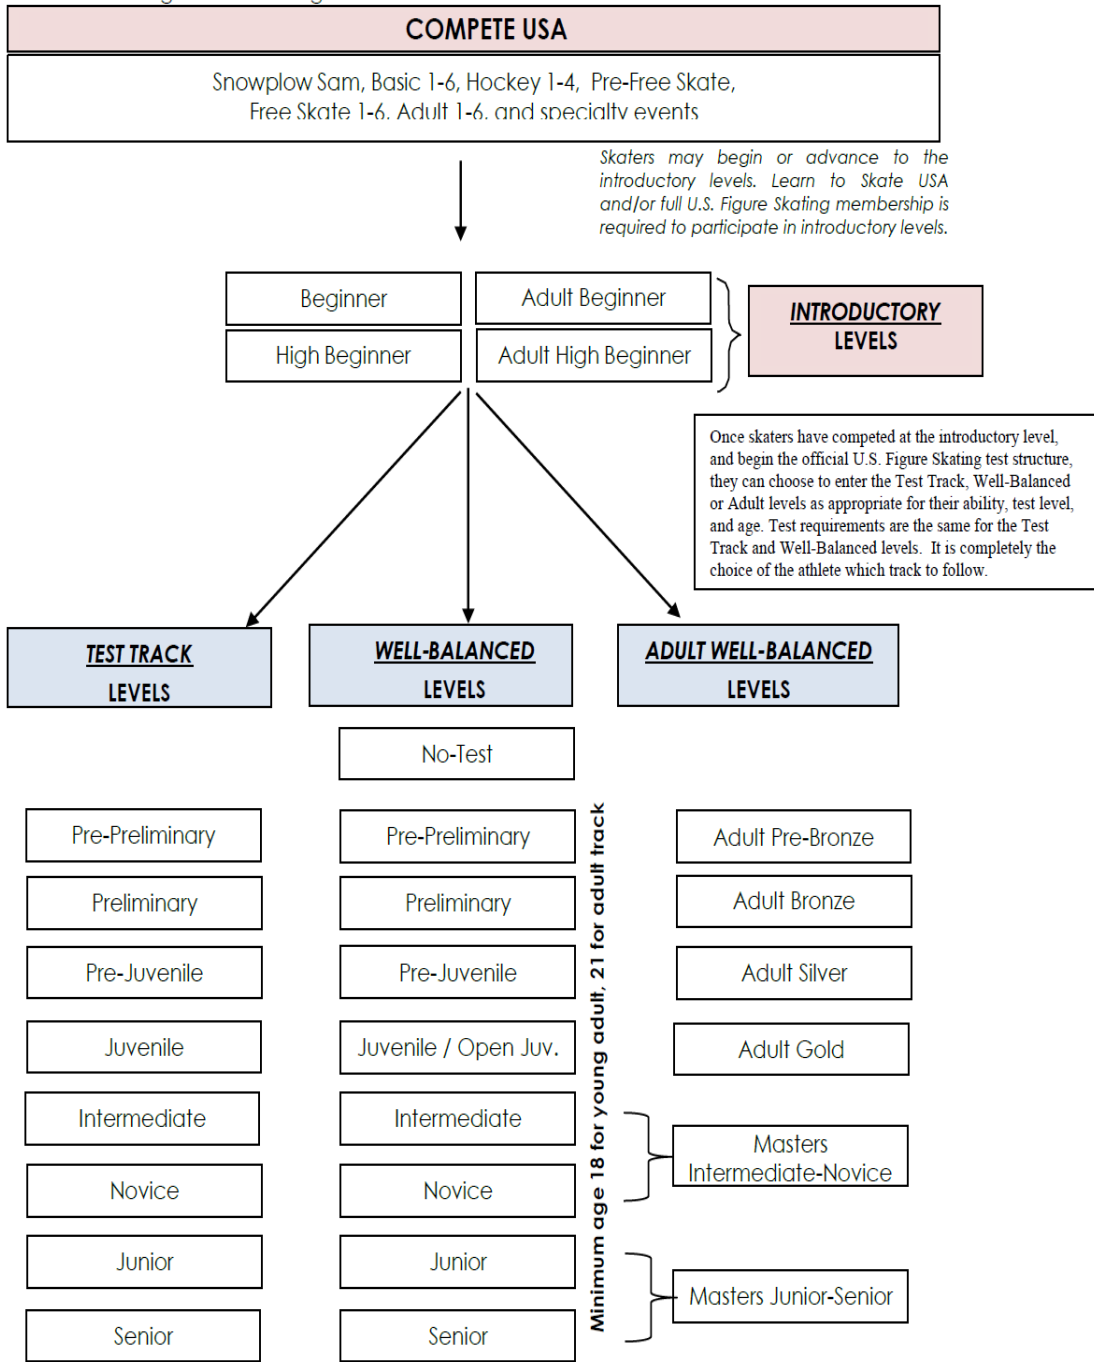 COMPETE USA
Snowplow Sam, Basic 1-6, Hockey 1-4, Pre-Free Skate,
Free Skate 1-6, Adult 1-6, and specialty events
Skaters may begin or advance to the
introductory levels. Learn to Skate USA
and/or full U.S. Figure Skating membership is
required to participate in introductory levels.
Beginner
Adult Beginner
High Beginner
Adult High Beginner
INTRODUCTORY
LEVELS
Once skaters have competed at the introductory level,
and begin the official U.S. Figure Skating test structure,
they can choose to enter the Test Track, Well-Balanced
or Adult levels as appropriate for their ability, test level,
and age. Test requirements are the same for the Test
Track and Well-Balanced levels. It is completely the
choice of the athlete which track to follow.
TEST TRACK
LEVELS
WELL-BALANCED
LEVELS
ADULT WELL-BALANCED
LEVELS
No-Test
Pre-Preliminary
Pre-Preliminary
Adult Pre-Bronze
Preliminary
Preliminary
Adult Bronze
Pre-Juvenile
Pre-Juvenile
Adult Silver
Juvenile
Juvenile / Open Juv.
Adult Gold
Intermediate
Intermediate
Masters
Intermediate-Novice
Novice
Novice
Junior
Junior
Masters Junior-Senior
Senior
Senior
Minimum age 18 for young adult, 21 for adult track